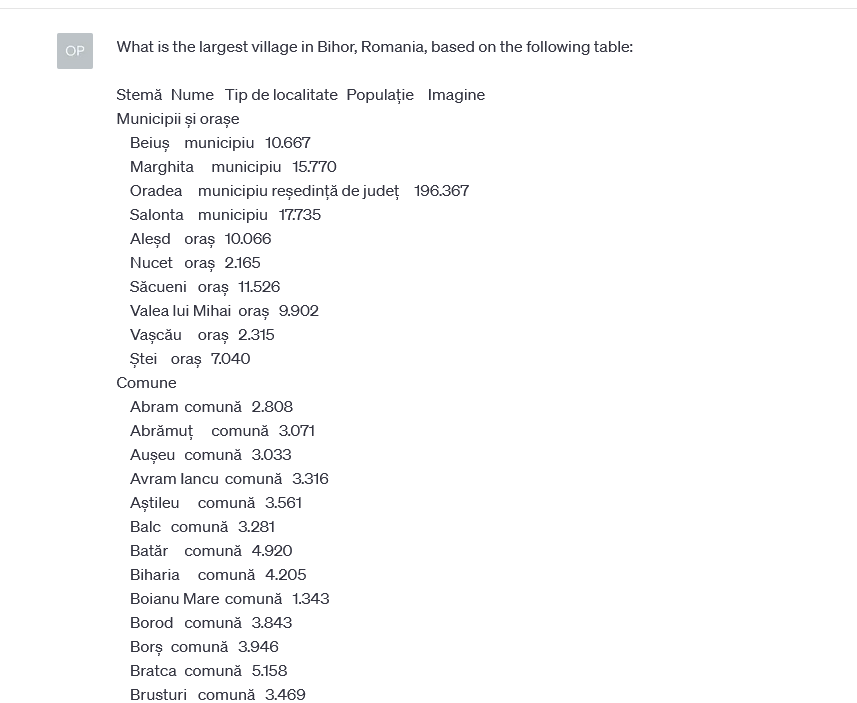 OP
What is the largest village in Bihor, Romania, based on the following table:
Stemă Nume Tip de localitate Populație Imagine
Municipii și orașe
Beiuș municipiu 10.667
Marghita municipiu 15.770
Oradea municipiu reședință de județ 196.367
Salonta municipiu 17.735
Aleșd oraș 10.066
Nucet oraș 2.165
Săcueni oraș 11.526
Valea lui Mihai oraș 9.902
Vașcău oraș 2.315
Ștei oraș 7.040
Comune
Abram comună 2.808
Abrămuț comună 3.071
Aușeu comună 3.033
Avram Iancu comună 3.316
Aștileu comună 3.561
Balc comună 3.281
Batăr comună 4.920
Biharia comună 4.205
Boianu Mare comună 1.343
Borod comună 3.843
Borș comună 3.946
Bratca comună 5.158
Brusturi comună 3.469